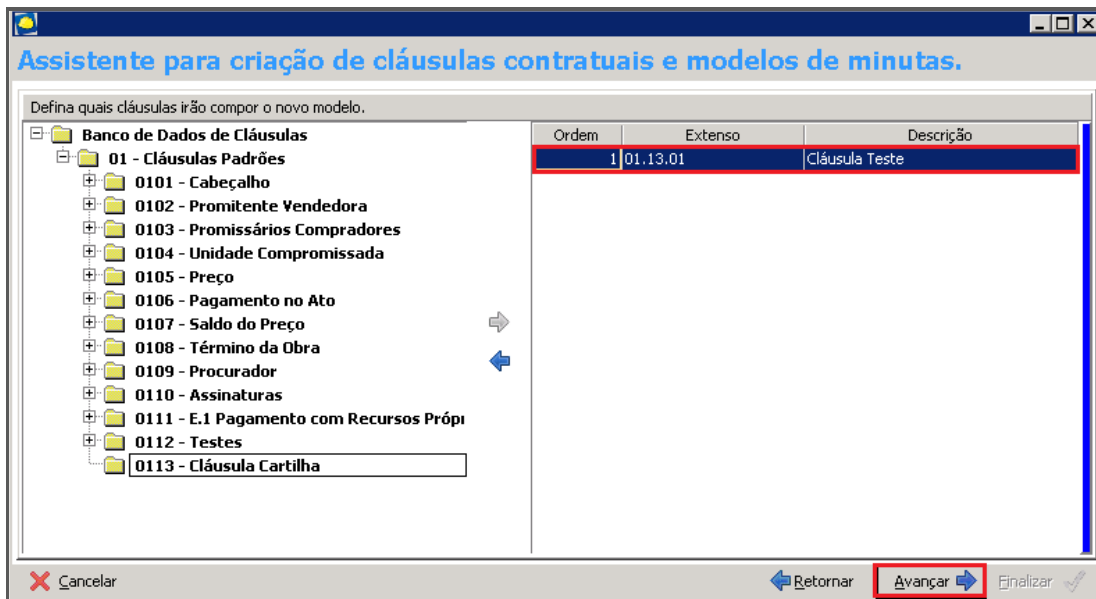 Assistente para criação de cláusulas contratuais e modelos de minutas.
Defina quais cláusulas irão compor o novo modelo.
Banco de Dados de Cláusulas
01 - Cláusulas Padrões
0101 - Cabeçalho
0102 - Promitente Vendedora
0103 - Promissários Compradores
0104 - Unidade Compromissada
0105 - Preço
0106 - Pagamento no Ato
0107 - Saldo do Preço
0108 - Término da Obra
0109 - Procurador
0110 - Assinaturas
0111 - E.1 Pagamento com Recursos Própi
0112 - Testes
0113 - Cláusula Cartilha
Ordem Extenso Descrição
1 01.13.01 Cláusula Teste
Cancelar Retornar Avançar Finalizar